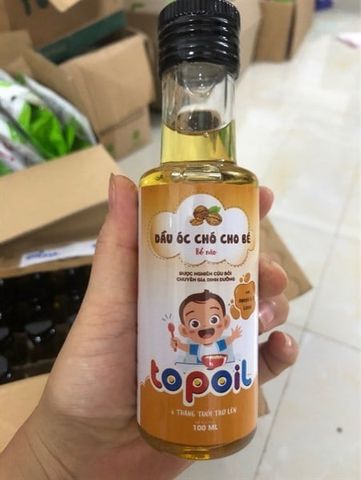 DẦU ÓC CHÓ CHO BÉ
Bổ não
ĐƯỢC NGHIÊN CỨU BỞI
CHUYÊN GIA DINH DƯỠNG
topoil
6 THÁNG TUỔI TRỞ LÊN
100 ML